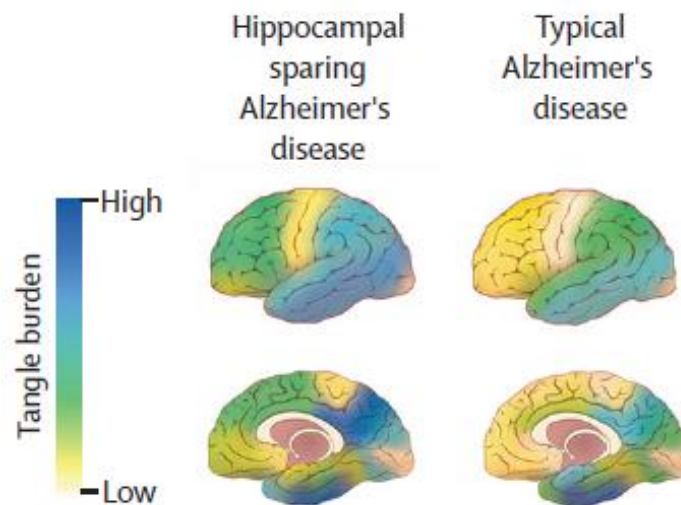 Hippocampal
sparing
Alzheimer's
disease
Typical
Alzheimer's
disease
High
Tangle burden
Low